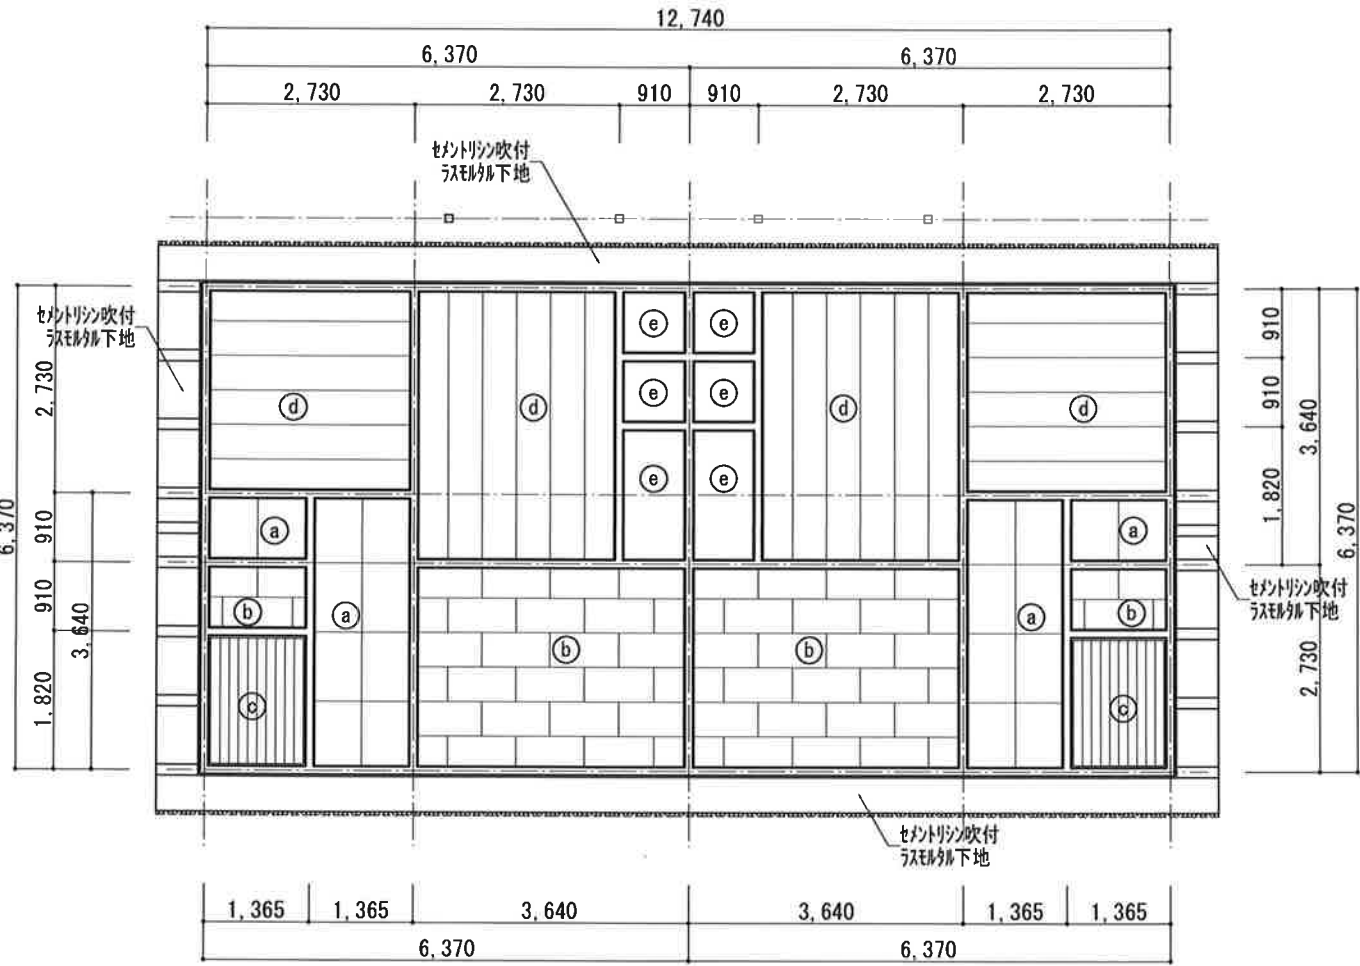 12,740
6,370
6,370
2,730
2,730
910
910
2,730
2,730
セメントリシン吹付
ラスモルタル下地
セメントリシン吹付
ラスモルタル下地
6,370
2,730
910
910
3,640
1,820
e
e
e
e
e
e
d
d
d
d
a
a
b
b
a
a
b
b
c
c
910
910
1,820
3,640
2,730
6,370
セメントリシン吹付
ラスモルタル下地
セメントリシン吹付
ラスモルタル下地
1,365
1,365
3,640
3,640
1,365
1,365
6,370
6,370